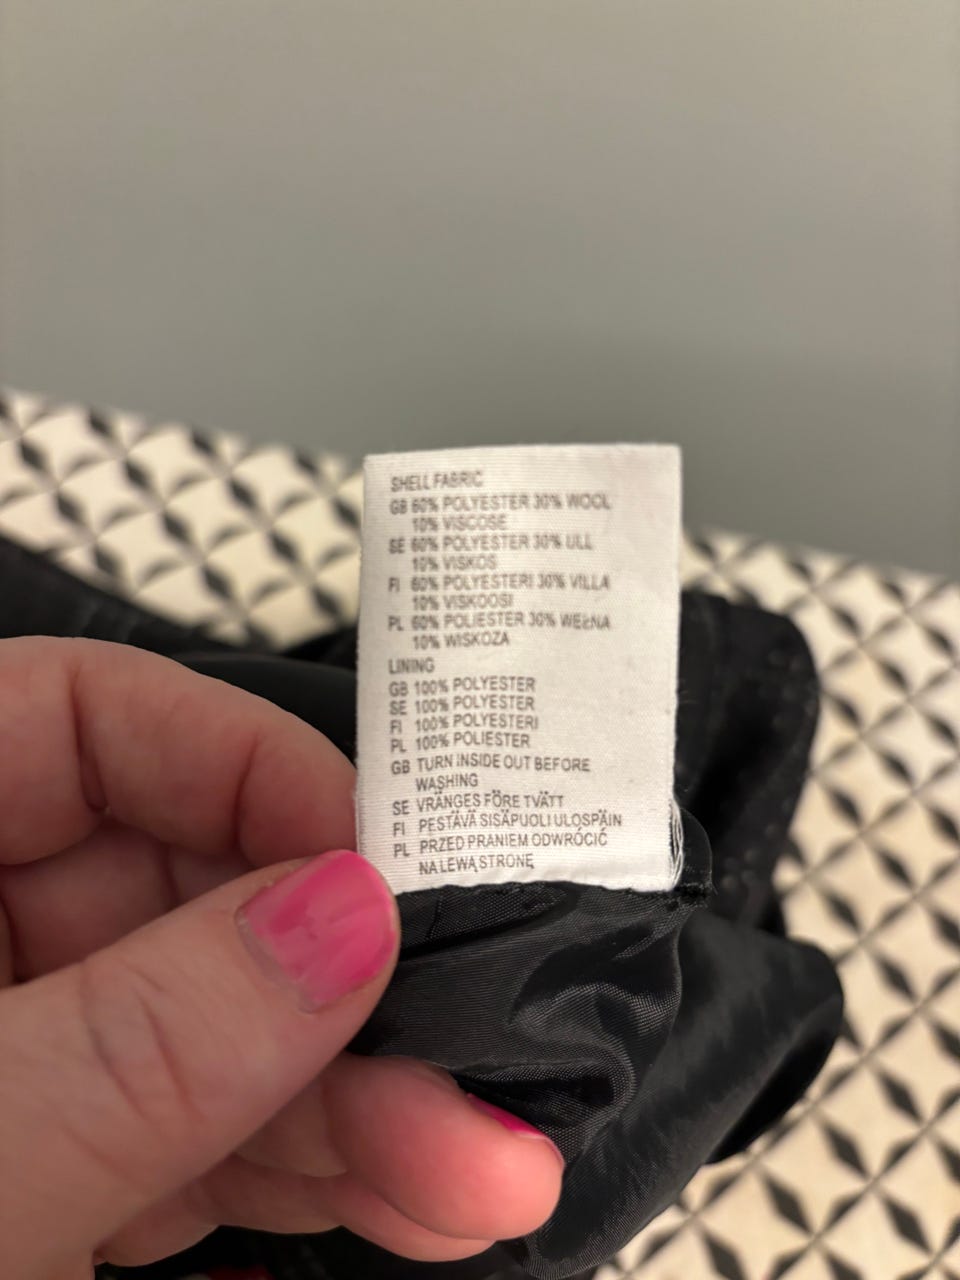 SHELL FABRIC
GB 60% POLYESTER 30% WOOL
10% VISCOSE
SE 60% POLYESTER 30% ULL
10% VISKOS
FI 60% POLYESTERI 30% VILLA
10% VISKOOSI
PL 60% POLIESTER 30% WEŁNA
10% WISKOZA
LINING
GB 100% POLYESTER
SE 100% POLYESTER
FI 100% POLYESTERI
PL 100% POLIESTER
GB TURN INSIDE OUT BEFORE
WASHING
SE VRÄNGES FÖRE TVÄTT
FI PESTÄVÄ SISÄPUOLI ULOSPÄIN
PL PRZED PRANIEM ODWRÓCIĆ
NA LEWĄ STRONĘ